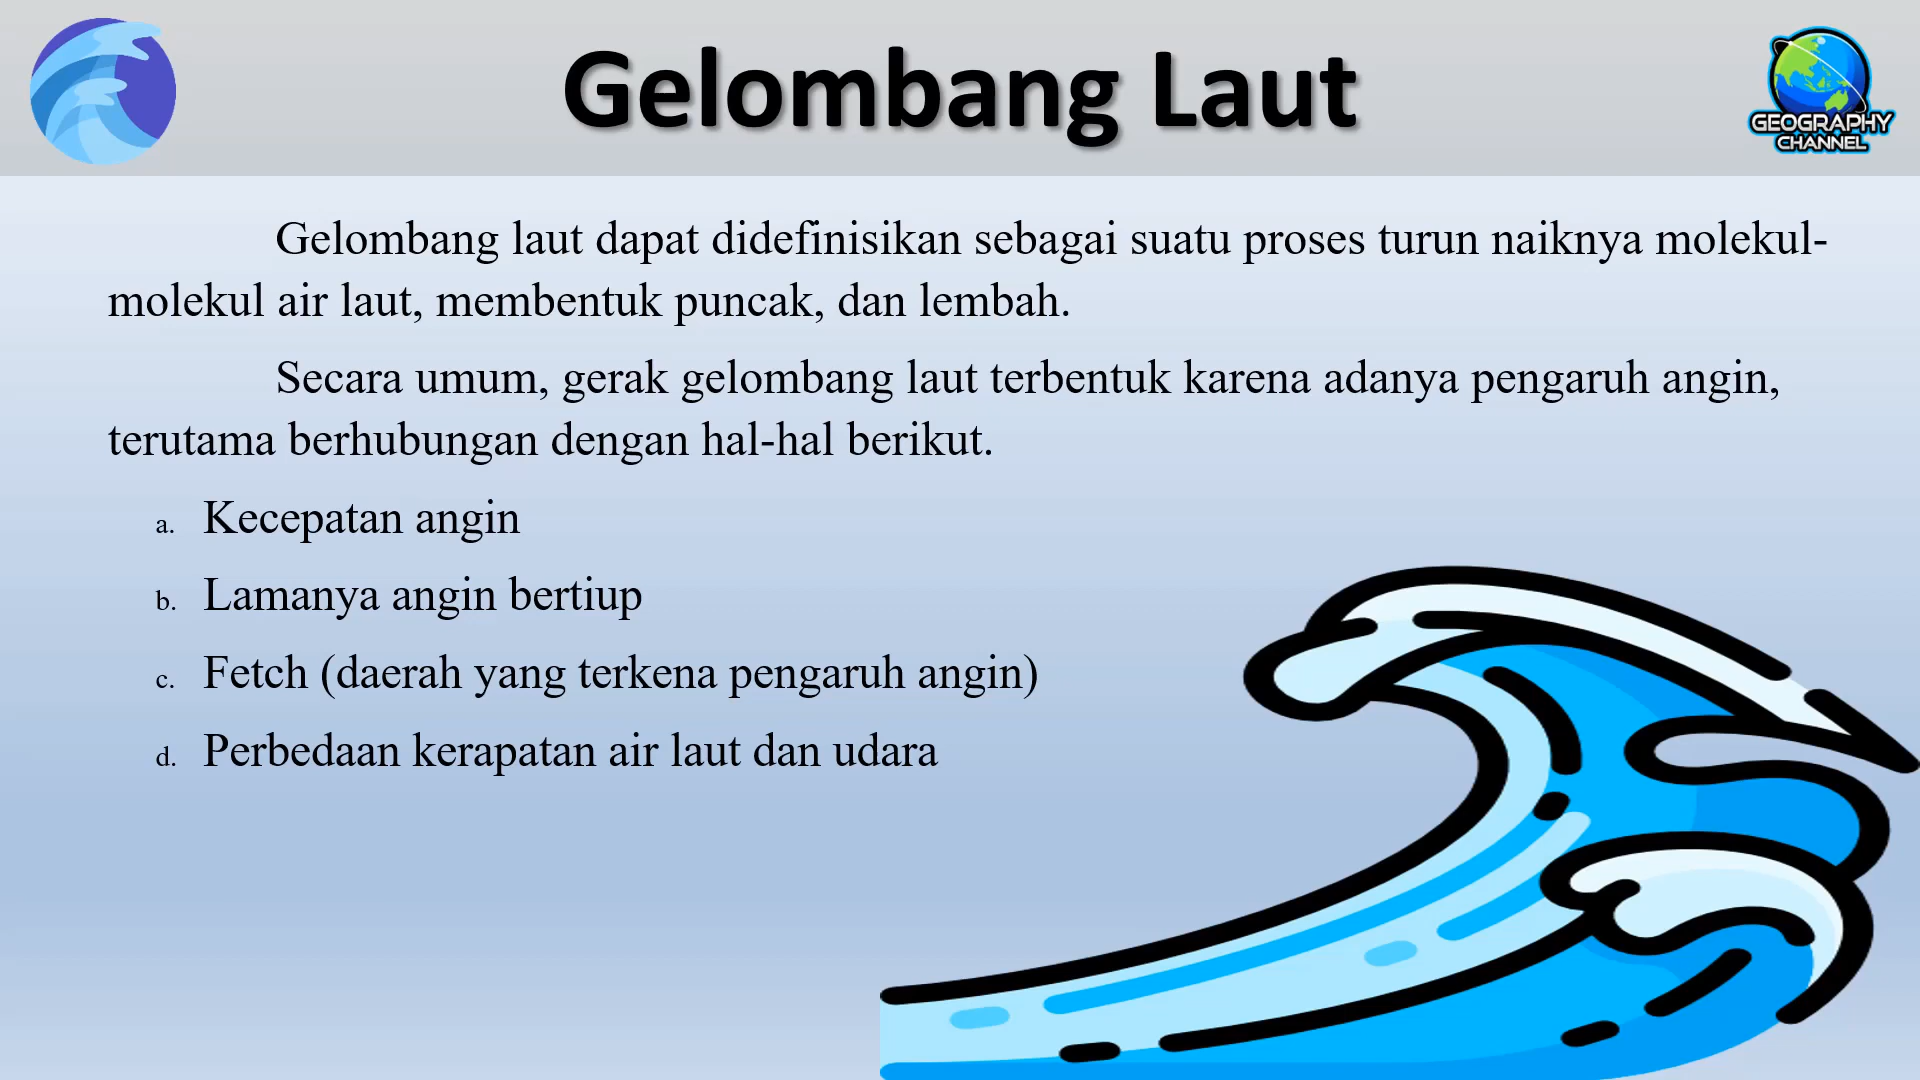 Gelombang Laut
GEOGRAPHY
CHANNEL
Gelombang laut dapat didefinisikan sebagai suatu proses turun naiknya molekul-
molekul air laut, membentuk puncak, dan lembah.
Secara umum, gerak gelombang laut terbentuk karena adanya pengaruh angin,
terutama berhubungan dengan hal-hal berikut.
a. Kecepatan angin
b. Lamanya angin bertiup
c. Fetch (daerah yang terkena pengaruh angin)
d. Perbedaan kerapatan air laut dan udara